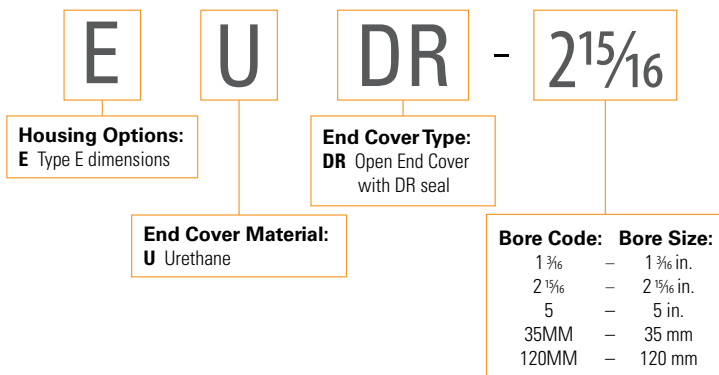 E U DR - 2 15/16
Housing Options:
E Type E dimensions
End Cover Type:
DR Open End Cover
with DR seal
End Cover Material:
U Urethane
Bore Code: Bore Size:
1 3/16 – 1 3/16 in.
2 15/16 – 2 15/16 in.
5 – 5 in.
35MM – 35 mm
120MM – 120 mm